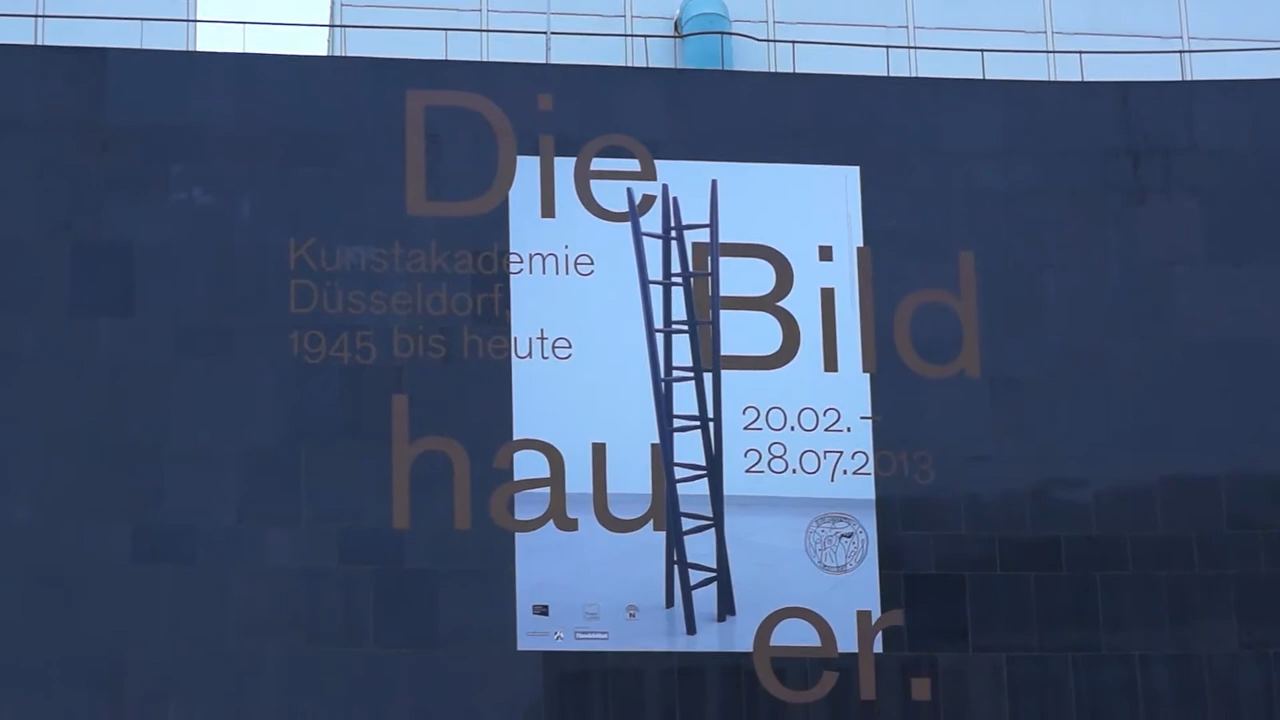 Die
Kunstakademie
Düsseldorf,
1945 bis heute
Bild
20.02.–
28.07.2013
hau
er.